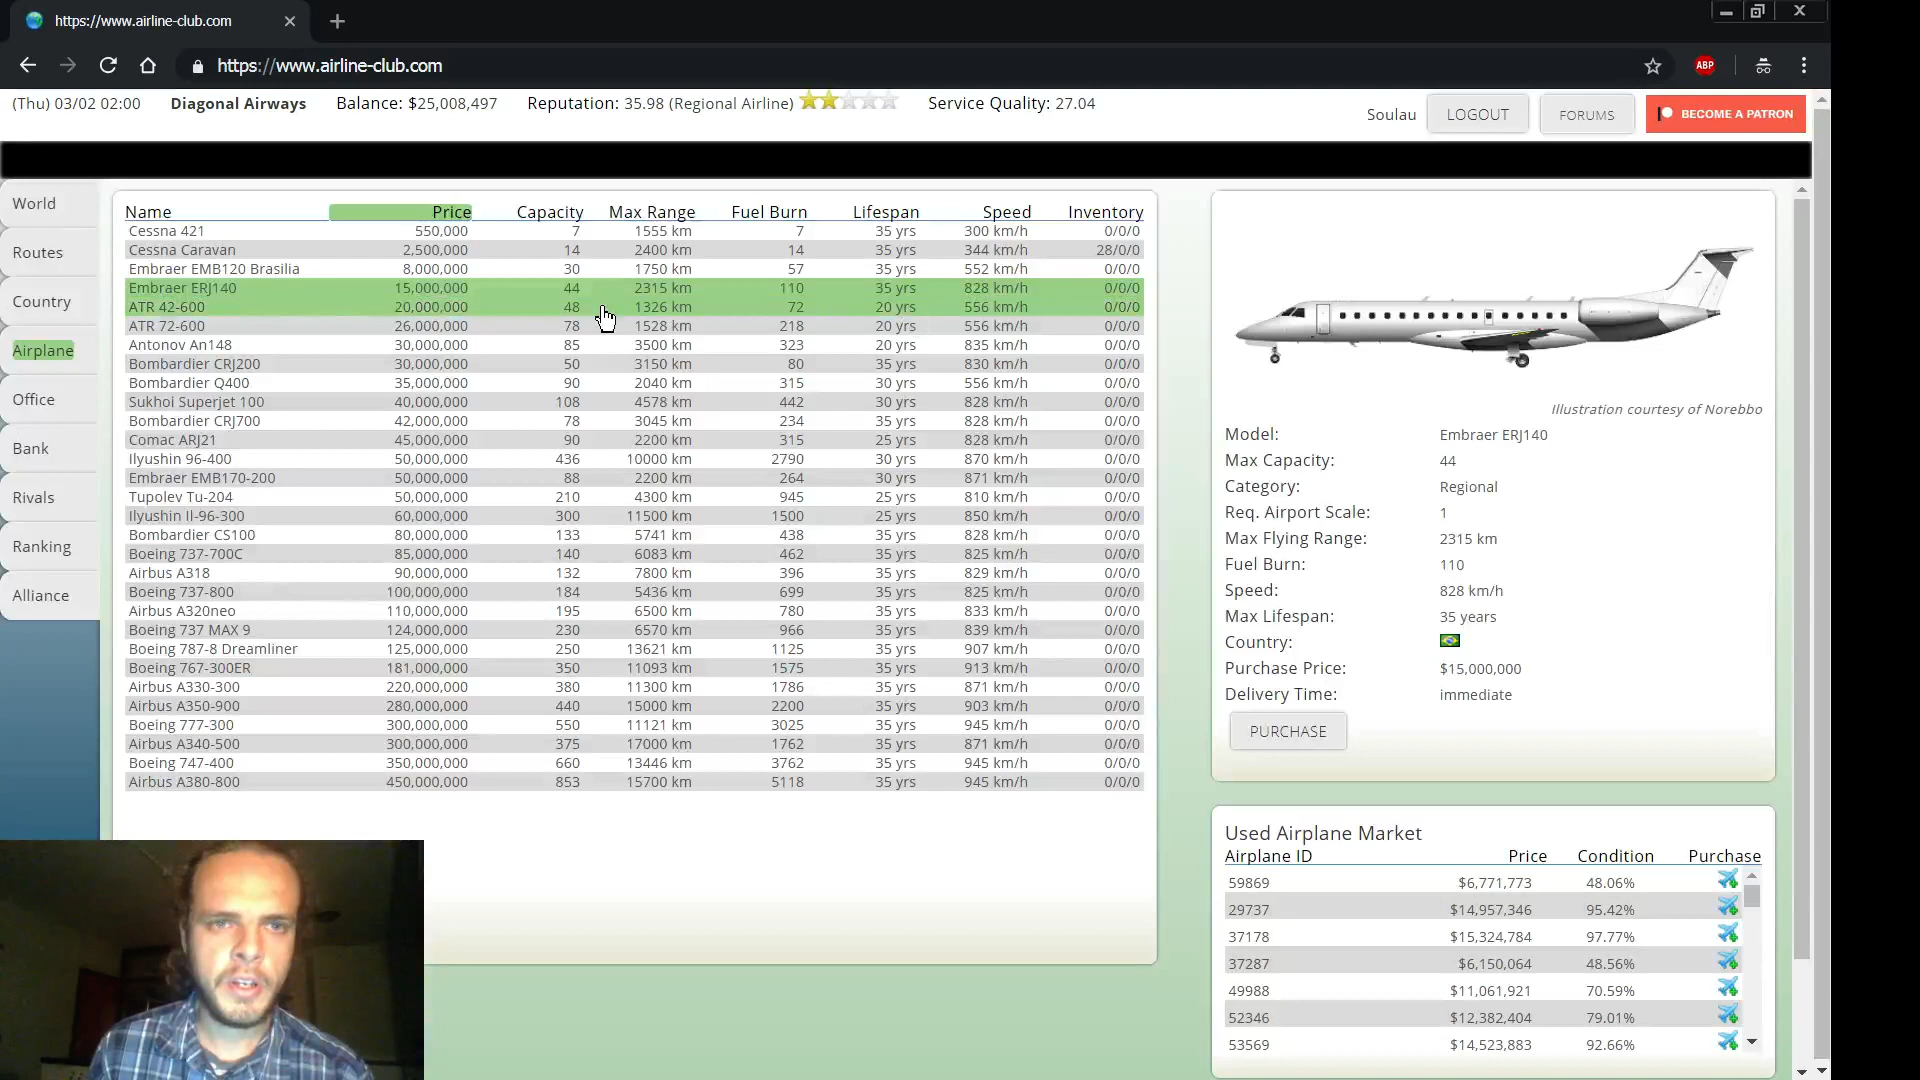 https://www.airline-club.com
https://www.airline-club.com
ABP
(Thu) 03/02 02:00 Diagonal Airways Balance: $25,008,497 Reputation: 35.98 (Regional Airline) Service Quality: 27.04
Soulau LOGOUT FORUMS BECOME A PATRON
World
Routes
Country
Airplane
Office
Bank
Rivals
Ranking
Alliance
Name Price Capacity Max Range Fuel Burn Lifespan Speed Inventory
Cessna 421 550,000 7 1555 km 7 35 yrs 300 km/h 0/0/0
Cessna Caravan 2,500,000 14 2400 km 14 35 yrs 344 km/h 28/0/0
Embraer EMB120 Brasilia 8,000,000 30 1750 km 57 35 yrs 552 km/h 0/0/0
Embraer ERJ140 15,000,000 44 2315 km 110 35 yrs 828 km/h 0/0/0
ATR 42-600 20,000,000 48 1326 km 72 20 yrs 556 km/h 0/0/0
ATR 72-600 26,000,000 78 1528 km 218 20 yrs 556 km/h 0/0/0
Antonov An148 30,000,000 85 3500 km 323 20 yrs 835 km/h 0/0/0
Bombardier CRJ200 30,000,000 50 3150 km 80 35 yrs 830 km/h 0/0/0
Bombardier Q400 35,000,000 90 2040 km 315 30 yrs 556 km/h 0/0/0
Sukhoi Superjet 100 40,000,000 108 4578 km 442 30 yrs 828 km/h 0/0/0
Bombardier CRJ700 42,000,000 78 3045 km 234 35 yrs 828 km/h 0/0/0
Comac ARJ21 45,000,000 90 2200 km 315 25 yrs 828 km/h 0/0/0
Ilyushin 96-400 50,000,000 436 10000 km 2790 30 yrs 870 km/h 0/0/0
Embraer EMB170-200 50,000,000 88 2200 km 264 30 yrs 871 km/h 0/0/0
Tupolev Tu-204 50,000,000 210 4300 km 945 25 yrs 810 km/h 0/0/0
Ilyushin Il-96-300 60,000,000 300 11500 km 1500 25 yrs 850 km/h 0/0/0
Bombardier CS100 80,000,000 133 5741 km 438 35 yrs 828 km/h 0/0/0
Boeing 737-700C 85,000,000 140 6083 km 462 35 yrs 825 km/h 0/0/0
Airbus A318 90,000,000 132 7800 km 396 35 yrs 829 km/h 0/0/0
Boeing 737-800 100,000,000 184 5436 km 699 35 yrs 825 km/h 0/0/0
Airbus A320neo 110,000,000 195 6500 km 780 35 yrs 833 km/h 0/0/0
Boeing 737 MAX 9 124,000,000 230 6570 km 966 35 yrs 839 km/h 0/0/0
Boeing 787-8 Dreamliner 125,000,000 250 13621 km 1125 35 yrs 907 km/h 0/0/0
Boeing 767-300ER 181,000,000 350 11093 km 1575 35 yrs 913 km/h 0/0/0
Airbus A330-300 220,000,000 380 11300 km 1786 35 yrs 871 km/h 0/0/0
Airbus A350-900 280,000,000 440 15000 km 2200 35 yrs 903 km/h 0/0/0
Boeing 777-300 300,000,000 550 11121 km 3025 35 yrs 945 km/h 0/0/0
Airbus A340-500 300,000,000 375 17000 km 1762 35 yrs 871 km/h 0/0/0
Boeing 747-400 350,000,000 660 13446 km 3762 35 yrs 945 km/h 0/0/0
Airbus A380-800 450,000,000 853 15700 km 5118 35 yrs 945 km/h 0/0/0
Illustration courtesy of Norebbo
Model: Embraer ERJ140
Max Capacity: 44
Category: Regional
Req. Airport Scale: 1
Max Flying Range: 2315 km
Fuel Burn: 110
Speed: 828 km/h
Max Lifespan: 35 years
Country:
Purchase Price: $15,000,000
Delivery Time: immediate
PURCHASE
Used Airplane Market
Airplane ID Price Condition Purchase
59869 $6,771,773 48.06%
29737 $14,957,346 95.42%
37178 $15,324,784 97.77%
37287 $6,150,064 48.56%
49988 $11,061,921 70.59%
52346 $12,382,404 79.01%
53569 $14,523,883 92.66%